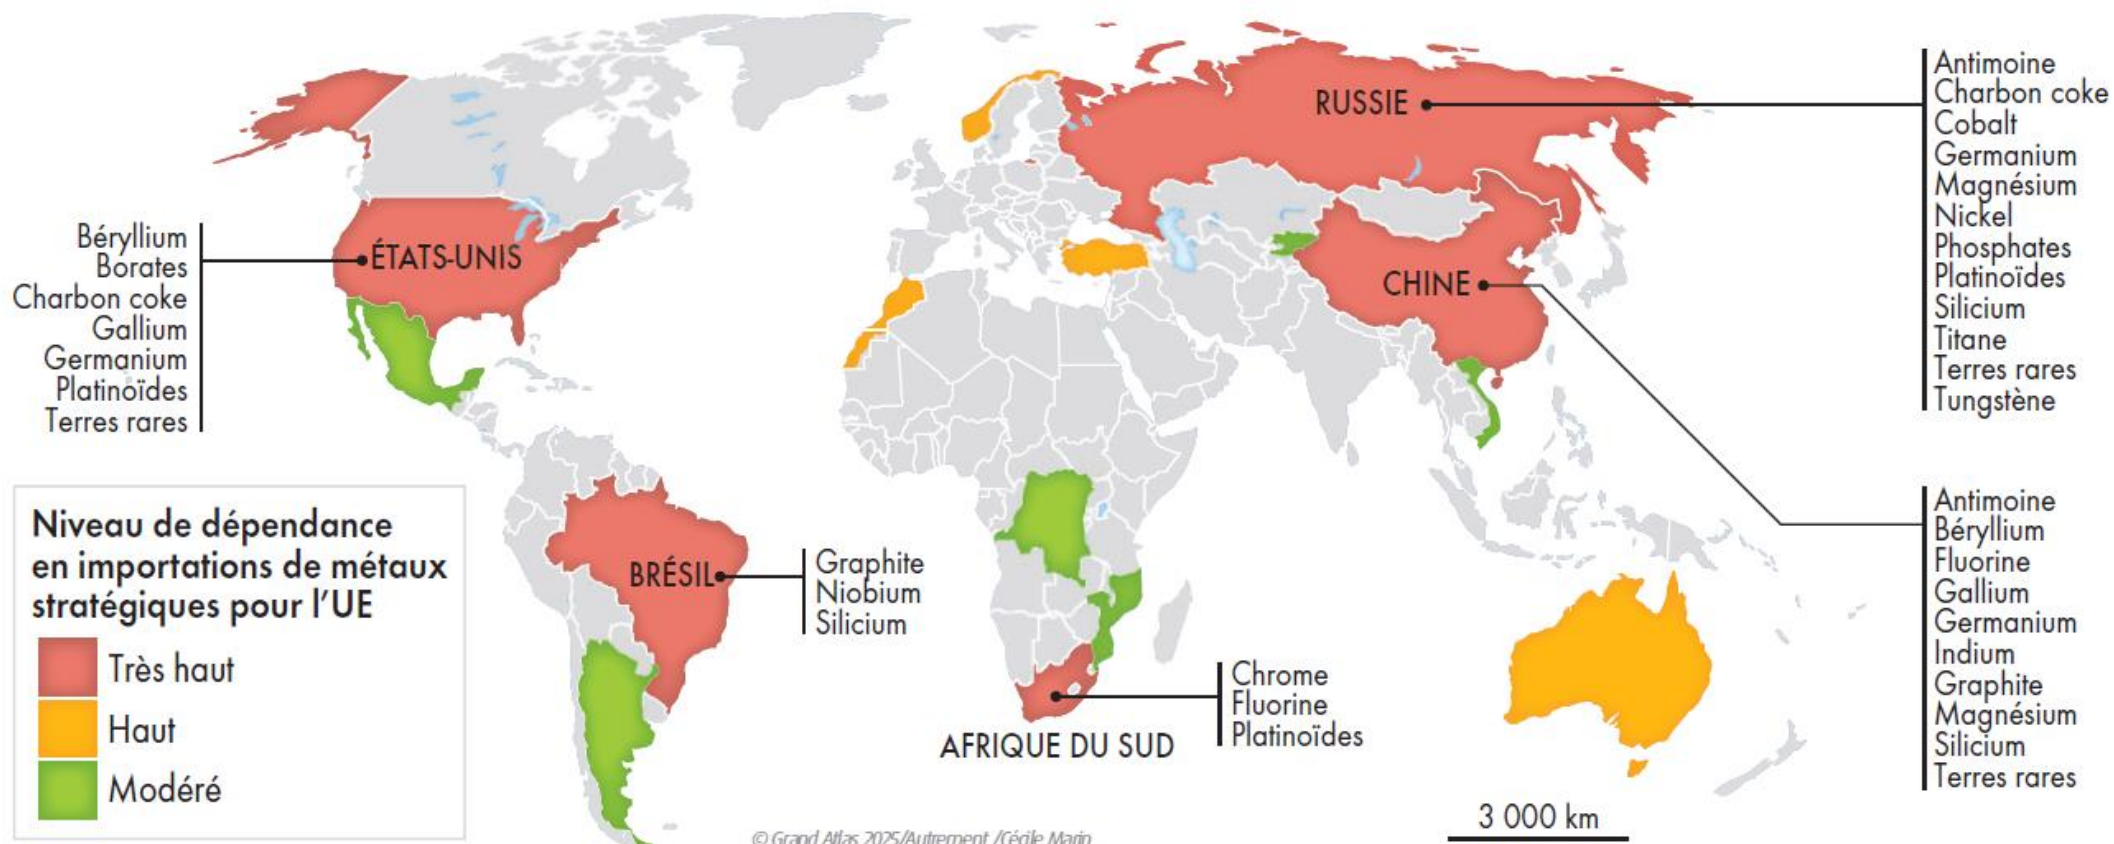 RUSSIE
Antimoine
Charbon coke
Cobalt
Germanium
Magnésium
Nickel
Phosphates
Platinoïdes
Silicium
Titane
Terres rares
Tungstène
Béryllium
Borates
Charbon coke
Gallium
Germanium
Platinoïdes
Terres rares
ÉTATS-UNIS
CHINE
Antimoine
Béryllium
Fluorine
Gallium
Germanium
Indium
Graphite
Magnésium
Silicium
Terres rares
BRÉSIL
Graphite
Niobium
Silicium
AFRIQUE DU SUD
Chrome
Fluorine
Platinoïdes
Niveau de dépendance
en importations de métaux
stratégiques pour l'UE
Très haut
Haut
Modéré
3 000 km
© Grand Atlas 2025/Autrement /Cécile Marin